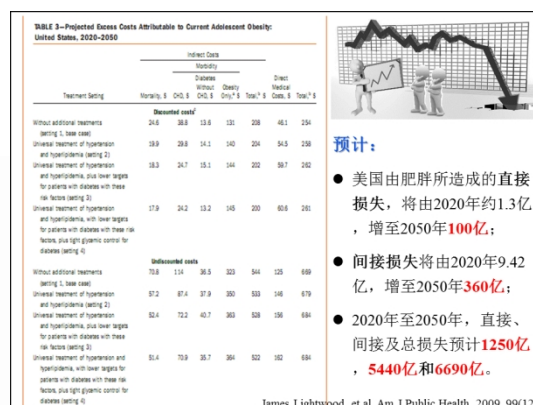 TABLE 3—Projected Excess Costs Attributable to Current Adolescent Obesity:
United States, 2020–2050
Indirect Costs
Morbidity
Treatment Setting
Mortality, $
CHD, $
Diabetes
Without
CHD, $
Obesity
Only,a $
Total,b $
Direct
Medical
Costs, $
Total,b $
Discounted costsc
Without additional treatments 24.6 38.8 13.6 131 208 46.1 254
(setting 1, base case)
Universal treatment of hypertension 19.9 29.8 14.1 140 204 54.5 258
and hyperlipidemia (setting 2)
Universal treatment of hypertension 18.3 24.7 15.1 144 202 59.7 262
and hyperlipidemia, plus lower targets
for patients with diabetes with these
risk factors (setting 3)
Universal treatment of hypertension 17.9 24.2 13.2 145 200 60.6 261
and hyperlipidemia, with lower targets
for patients with diabetes with these risk
factors, plus tight glycemic control for
diabetes (setting 4)
Undiscounted costs
Without additional treatments 70.8 114 36.5 323 544 125 669
(setting 1, base case)
Universal treatment of hypertension 57.2 87.4 37.9 350 533 146 679
and hyperlipidemia (setting 2)
Universal treatment of hypertension 52.4 72.2 40.7 363 528 156 684
and hyperlipidemia, plus lower targets
for patients with diabetes with these
risk factors (setting 3)
Universal treatment of hypertension and 51.4 70.9 35.7 364 522 162 684
hyperlipidemia, with lower targets for
patients with diabetes with these risk
factors, plus tight glycemic control for
diabetes (setting 4)
预计：
● 美国由肥胖所造成的直接
损失，将由2020年约1.3亿
，增至2050年100亿；
● 间接损失将由2020年9.42
亿，增至2050年360亿；
● 2020年至2050年，直接、
间接及总损失预计1250亿
，5440亿和6690亿。
James Lightwood, et al. Am J Public Health. 2009, 99(12